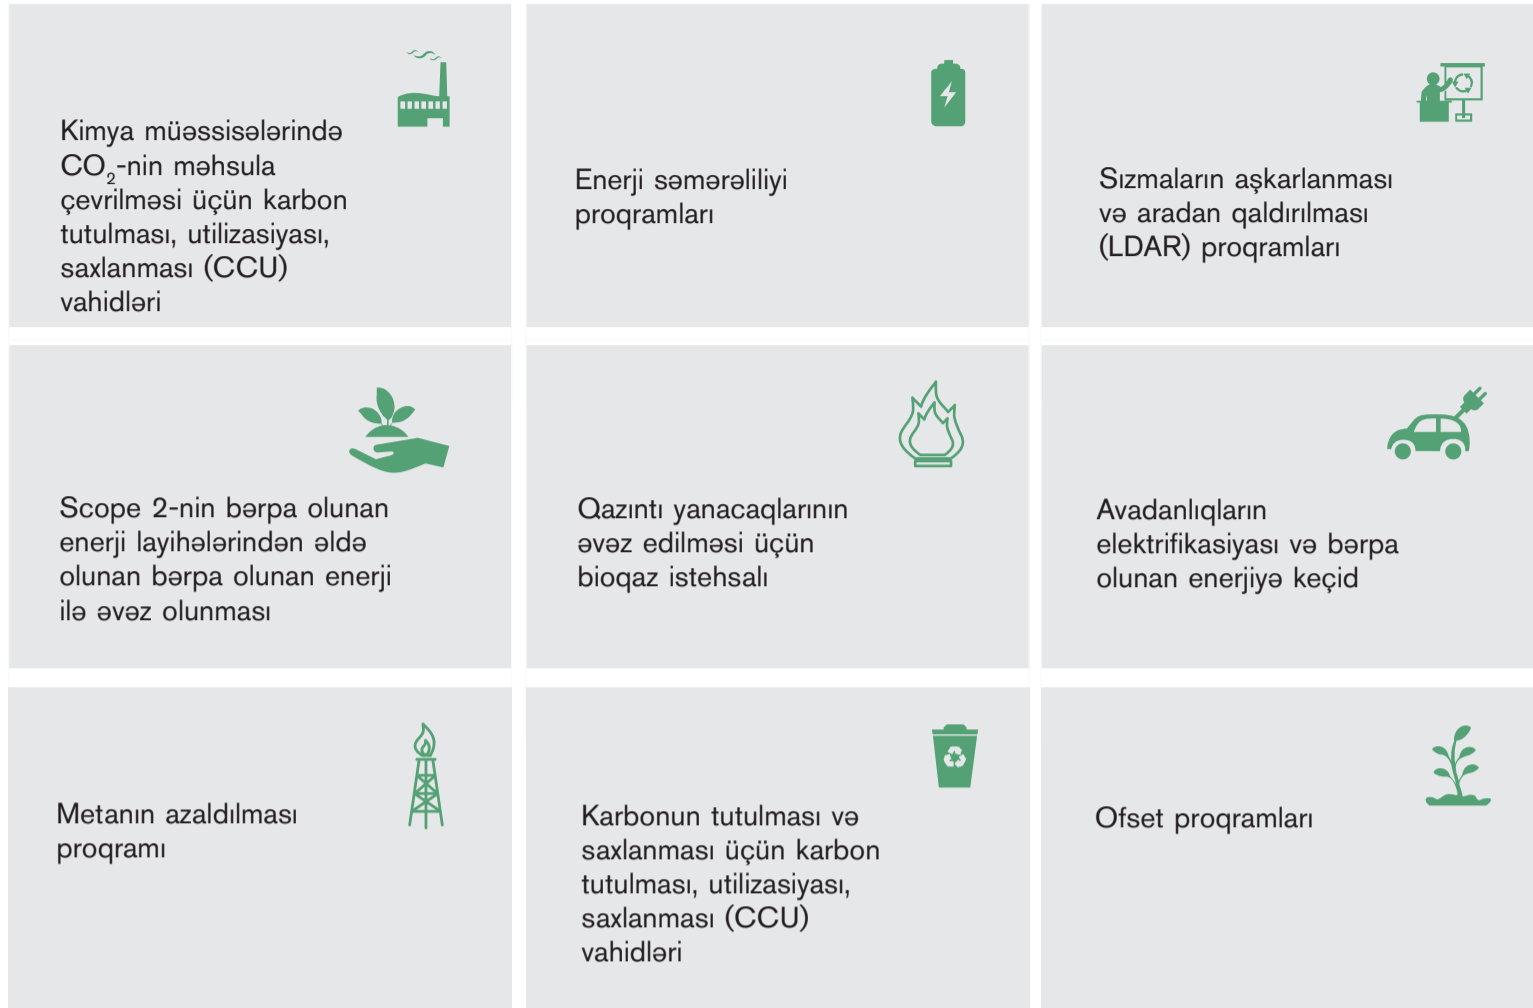 Kimya müəssisələrində
CO₂-nin məhsula
çevrilməsi üçün karbon
tutulması, utilizasiyası,
saxlanması (CCU)
vahidləri
Enerji səmərəliliyi
proqramları
Sızmaların aşkarlanması
və aradan qaldırılması
(LDAR) proqramları
Scope 2-nin bərpa olunan
enerji layihələrindən əldə
olunan bərpa olunan enerji
ilə əvəz olunması
Qazıntı yanacaqlarının
əvəz edilməsi üçün
bioqaz istehsalı
Avadanlıqların
elektrifikasiyası və bərpa
olunan enerjiyə keçid
Metanın azaldılması
proqramı
Karbonun tutulması və
saxlanması üçün karbon
tutulması, utilizasiyası,
saxlanması (CCU)
vahidləri
Ofset proqramları